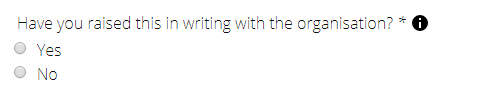 Have you raised this in writing with the organisation? * i
Yes
No